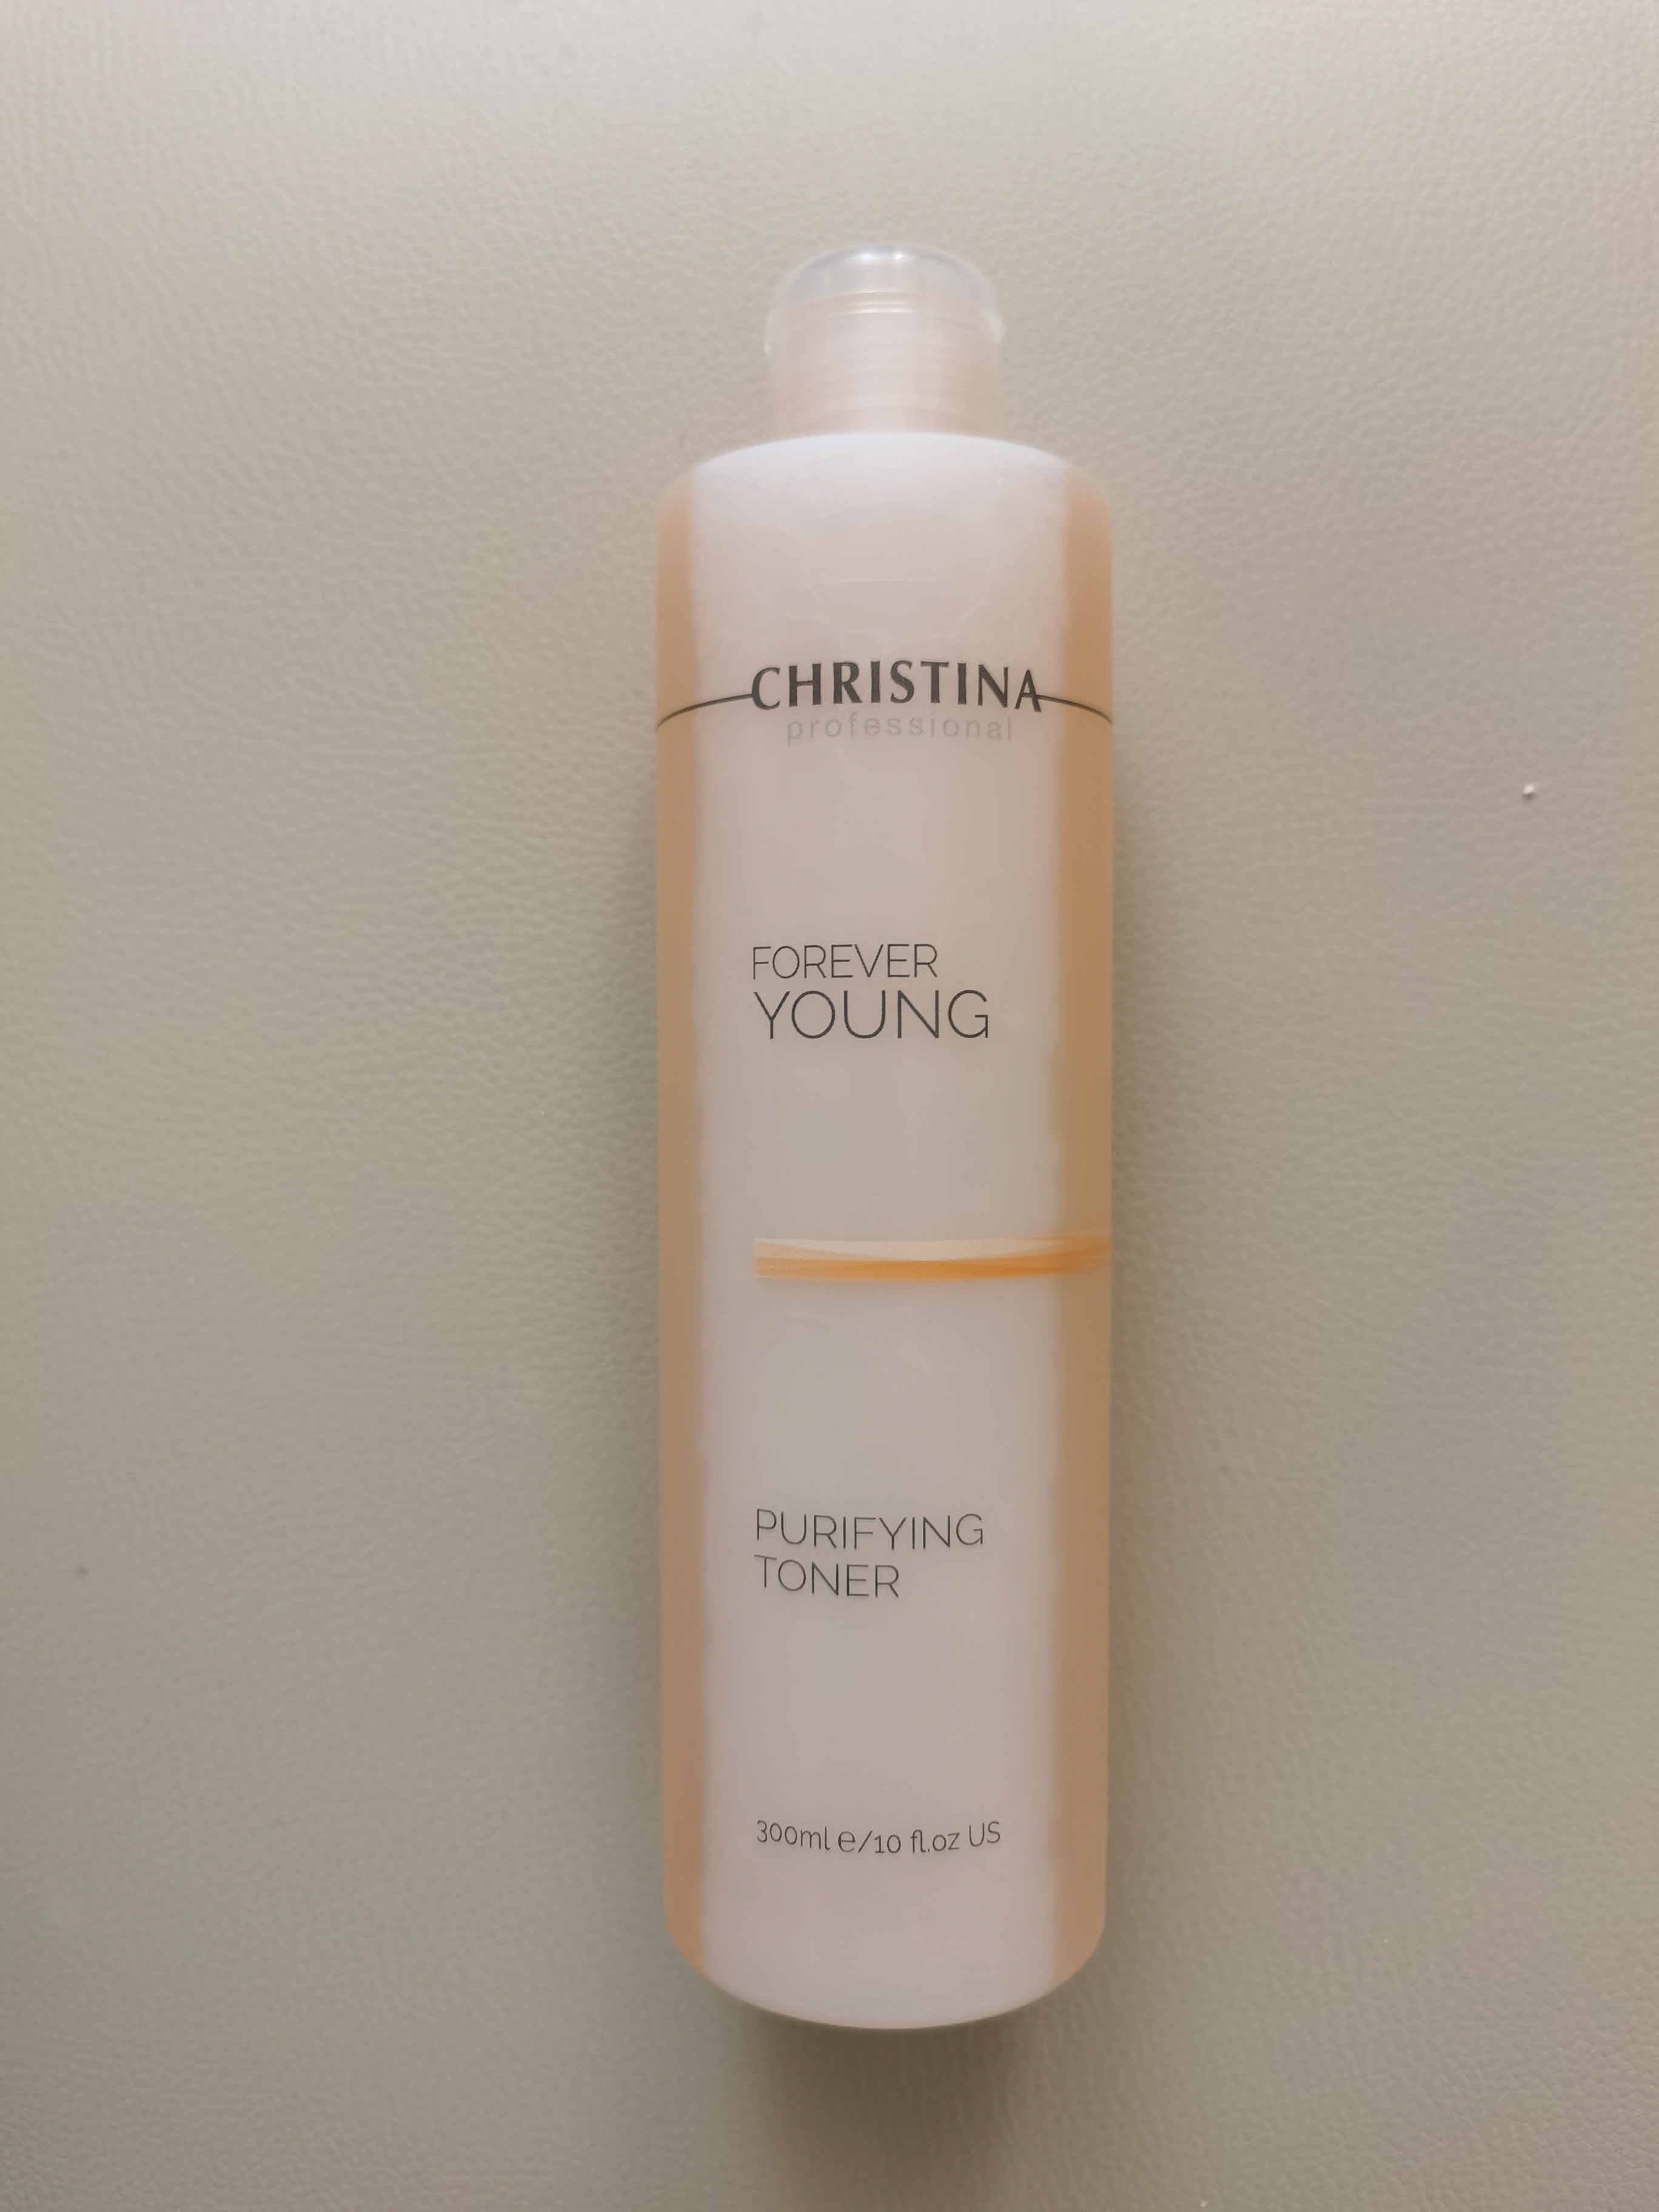 CHRISTINA
professional
FOREVER
YOUNG
PURIFYING
TONER
300ml e/10 fl.oz US